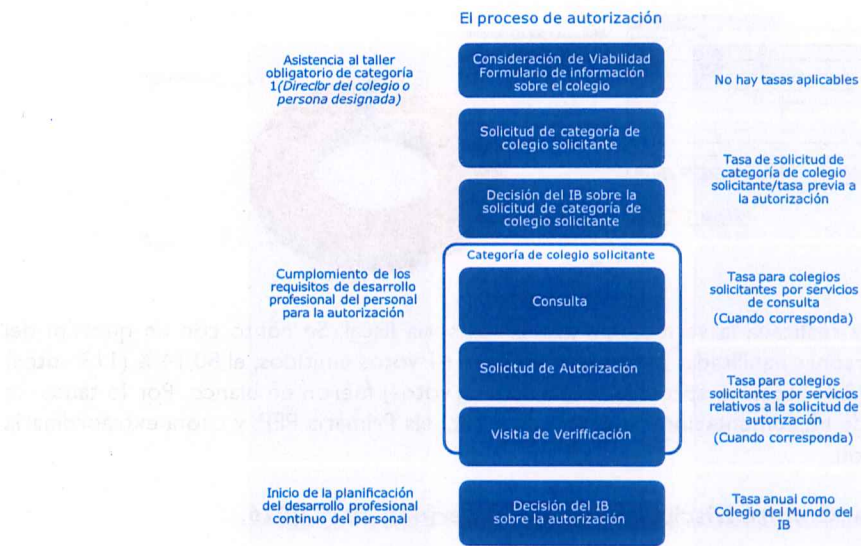 El proceso de autorización
Asistencia al taller
obligatorio de categoría
1(Direclbr del colegio o
persona designada)
Consideración de Viabilidad
Formulario de información
sobre el colegio
No hay tasas aplicables
Solicitud de categoría de
colegio solicitante
Tasa de solicitud de
categoría de colegio
solicitante/tasa previa a
la autorización
Decisión del IB sobre la
solicitud de categoría de
colegio solicitante
Categoría de colegio solicitante
Cumplomiento de los
requisitos de desarrollo
profesional del personal
para la autorización
Consulta
Tasa para colegios
solicitantes por servicios
de consulta
(Cuando corresponda)
Solicitud de Autorización
Tasa para colegios
solicitantes por servicios
relativos a la solicitud de
autorización
(Cuando corresponda)
Visitia de Veriffficación
Inicio de la planificación
del desarrollo profesional
continuo del personal
Decisión del IB
sobre la autorización
Tasa anual como
Colegio del Mundo del
IB